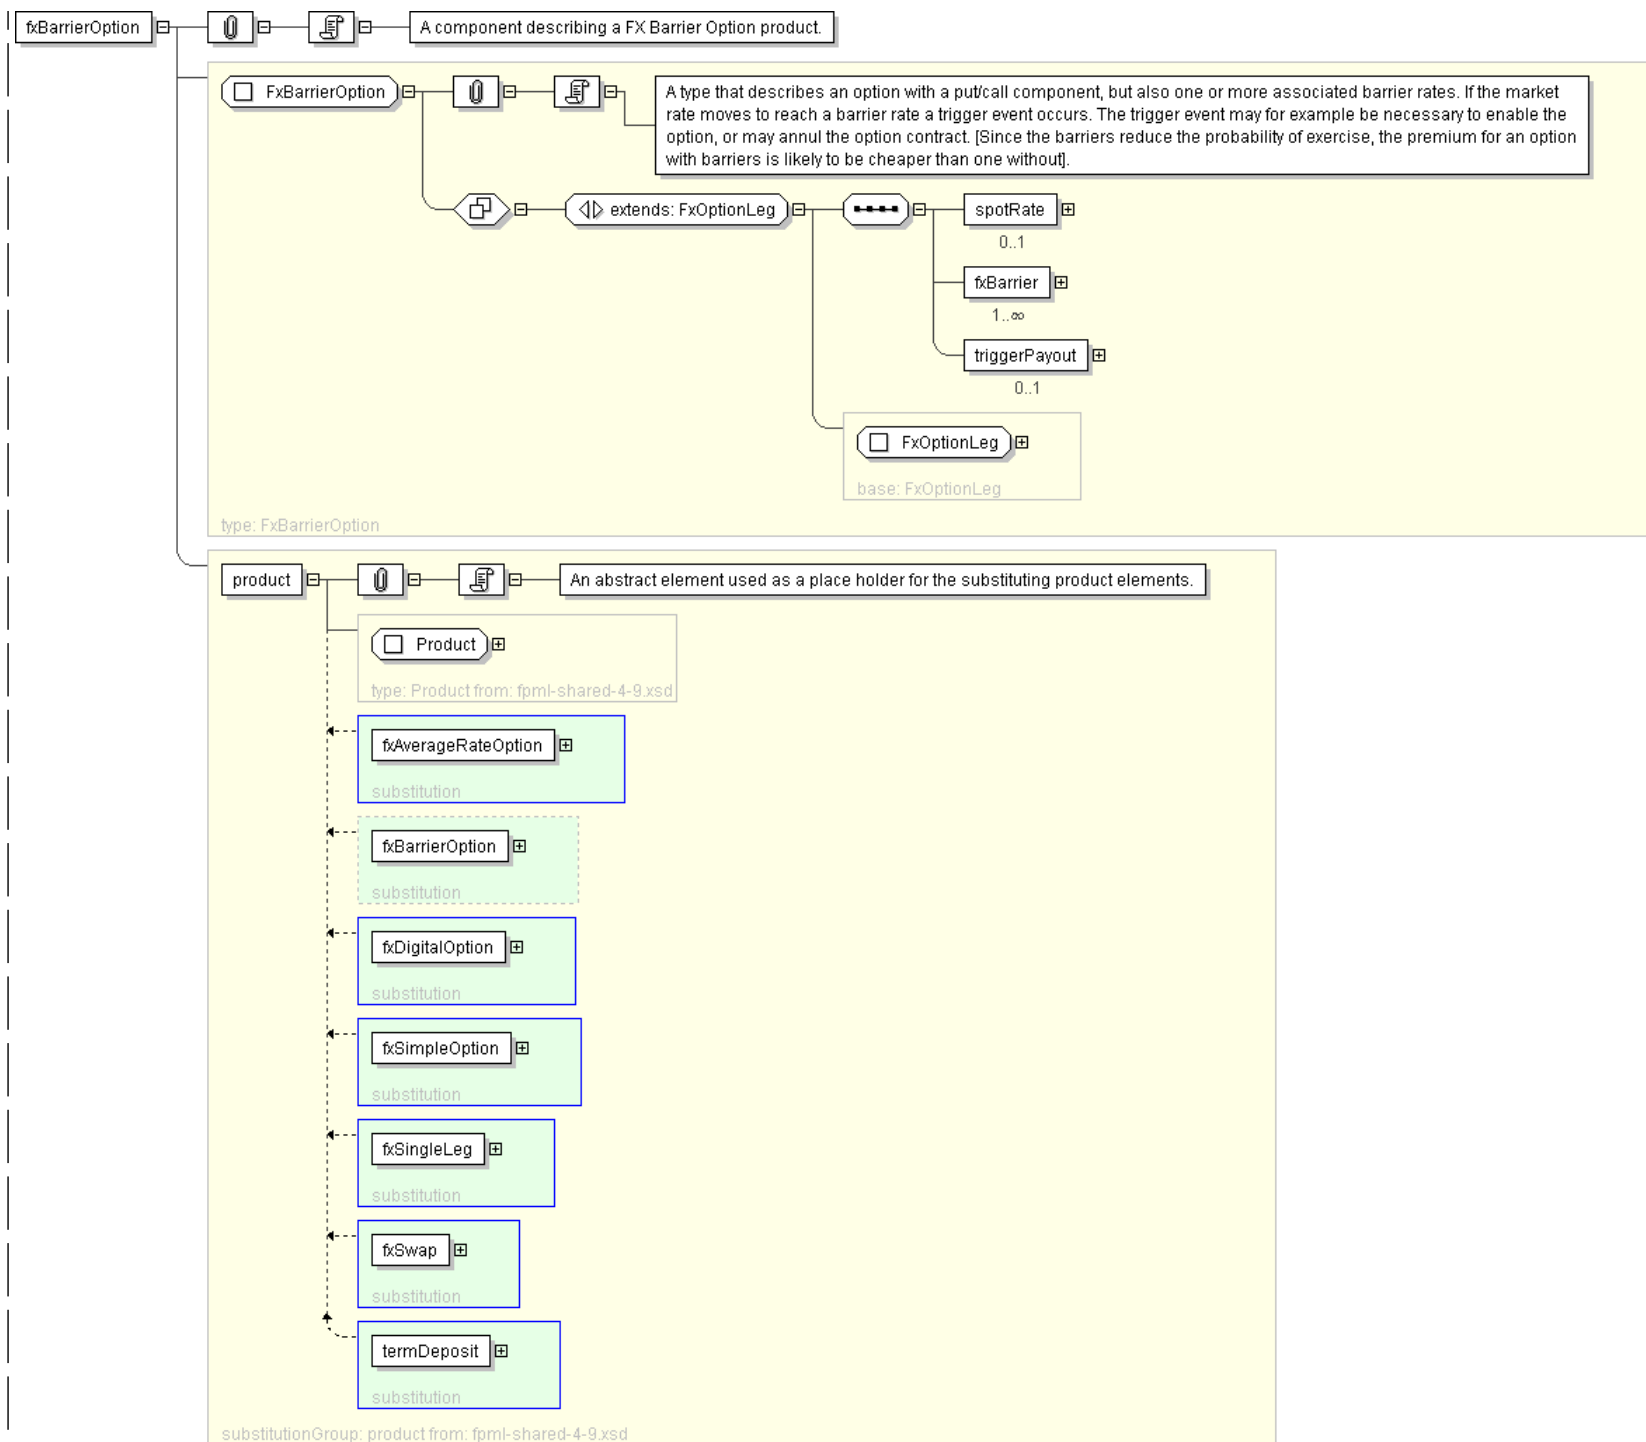 fxBarrierOption
A component describing a FX Barrier Option product.
FxBarrierOption
A type that describes an option with a put/call component, but also one or more associated barrier rates. If the market
rate moves to reach a barrier rate a trigger event occurs. The trigger event may for example be necessary to enable the
option, or may annul the option contract. [Since the barriers reduce the probability of exercise, the premium for an option
with barriers is likely to be cheaper than one without].
extends: FxOptionLeg
spotRate
0..1
fxBarrier
1..∞
triggerPayout
0..1
FxOptionLeg
base: FxOptionLeg
type: FxBarrierOption
product
An abstract element used as a place holder for the substituting product elements.
Product
type: Product from: fpml-shared-4-9.xsd
fxAverageRateOption
substitution
fxBarrierOption
substitution
fxDigitalOption
substitution
fxSimpleOption
substitution
fxSingleLeg
substitution
fxSwap
substitution
termDeposit
substitution
substitutionGroup: product from: fpml-shared-4-9.xsd